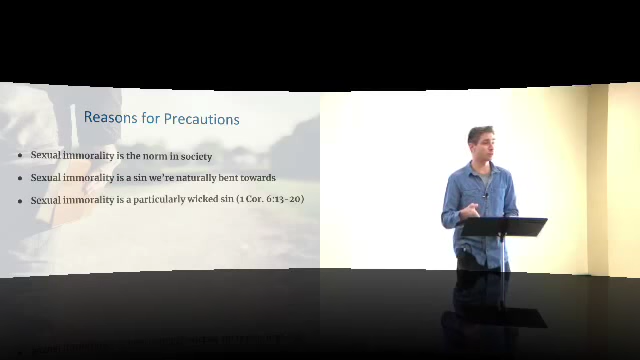 Reasons for Precautions
● Sexual immorality is the norm in society
● Sexual immorality is a sin we're naturally bent towards
● Sexual immorality is a particularly wicked sin (1 Cor. 6:13-20)